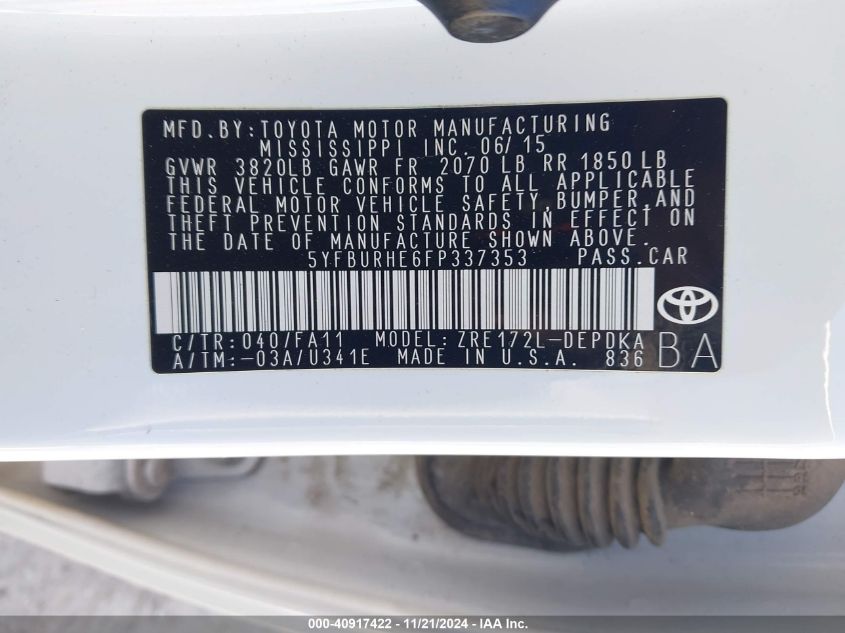 MFD. BY: TOYOTA MOTOR MANUFACTURING
MISSISSIPPI INC. 06/15
GVWR 3820LB GAWR FR 2070 LB RR 1850 LB
THIS VEHICLE CONFORMS TO ALL APPLICABLE
FEDERAL MOTOR VEHICLE SAFETY, BUMPER, AND
THEFT PREVENTION STANDARDS IN EFFECT ON
THE DATE OF MANUFACTURE SHOWN ABOVE.
5YFBURHE6FP337353 PASS. CAR
C/TR: 040/FA11 MODEL: ZRE172L-DEPDKA
A/TM: -03A/U341E MADE IN U.S.A. 836 BA
000-40917422 - 11/21/2024 - IAA Inc.